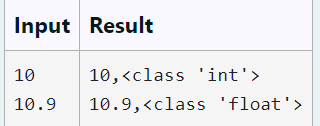 Input Result
10 10,<class 'int'>
10.9 10.9,<class 'float'>